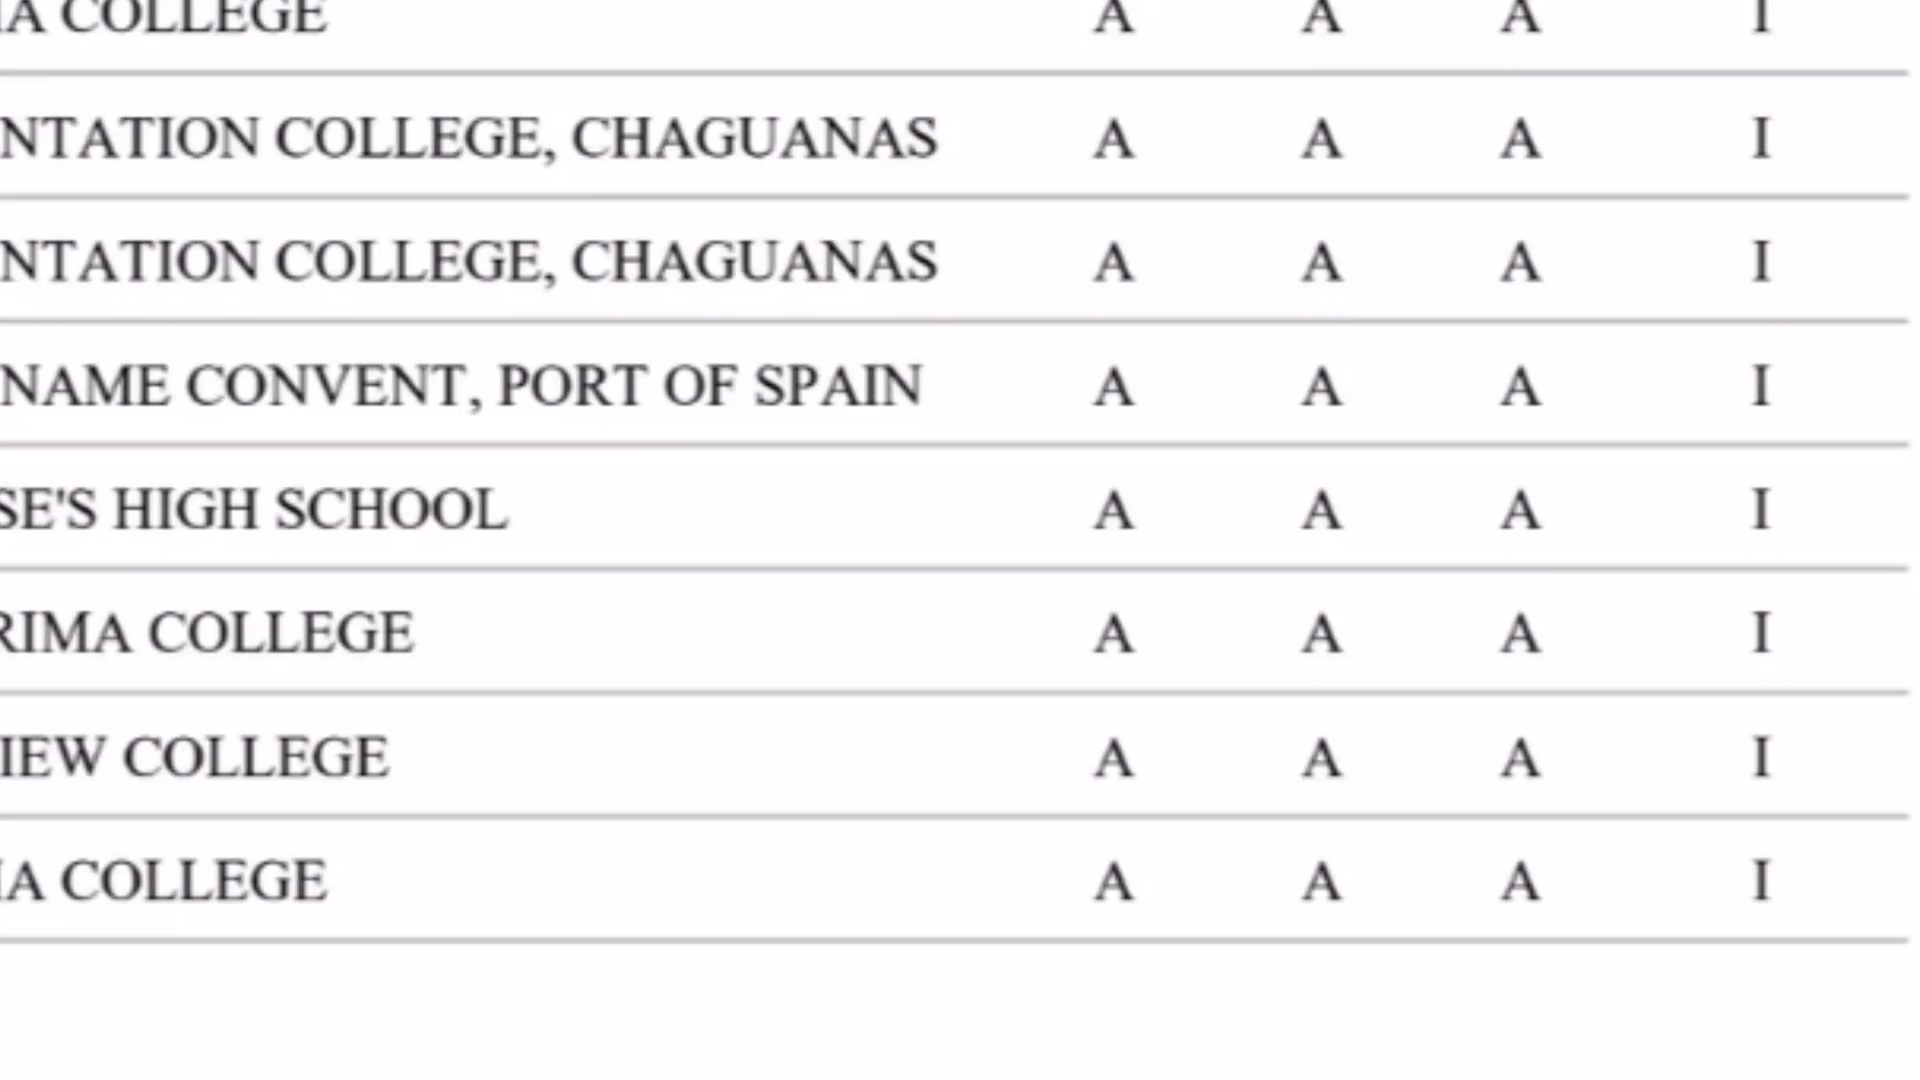 COLLEGE A A A I
NTATION COLLEGE, CHAGUANAS A A A I
NTATION COLLEGE, CHAGUANAS A A A I
NAME CONVENT, PORT OF SPAIN A A A I
SE'S HIGH SCHOOL A A A I
RIMA COLLEGE A A A I
IEW COLLEGE A A A I
IA COLLEGE A A A I